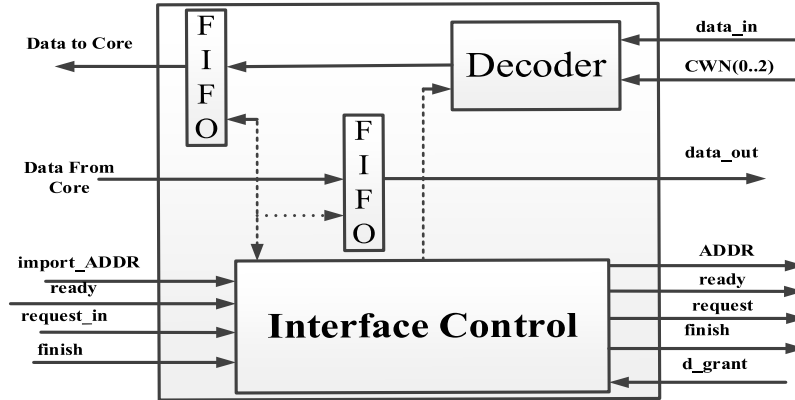 Data to Core
F
I
F
O
Decoder
data_in
CWN(0..2)
Data From
Core
F
I
F
O
data_out
import_ADDR
ready
request_in
finish
Interface Control
ADDR
ready
request
finish
d_grant